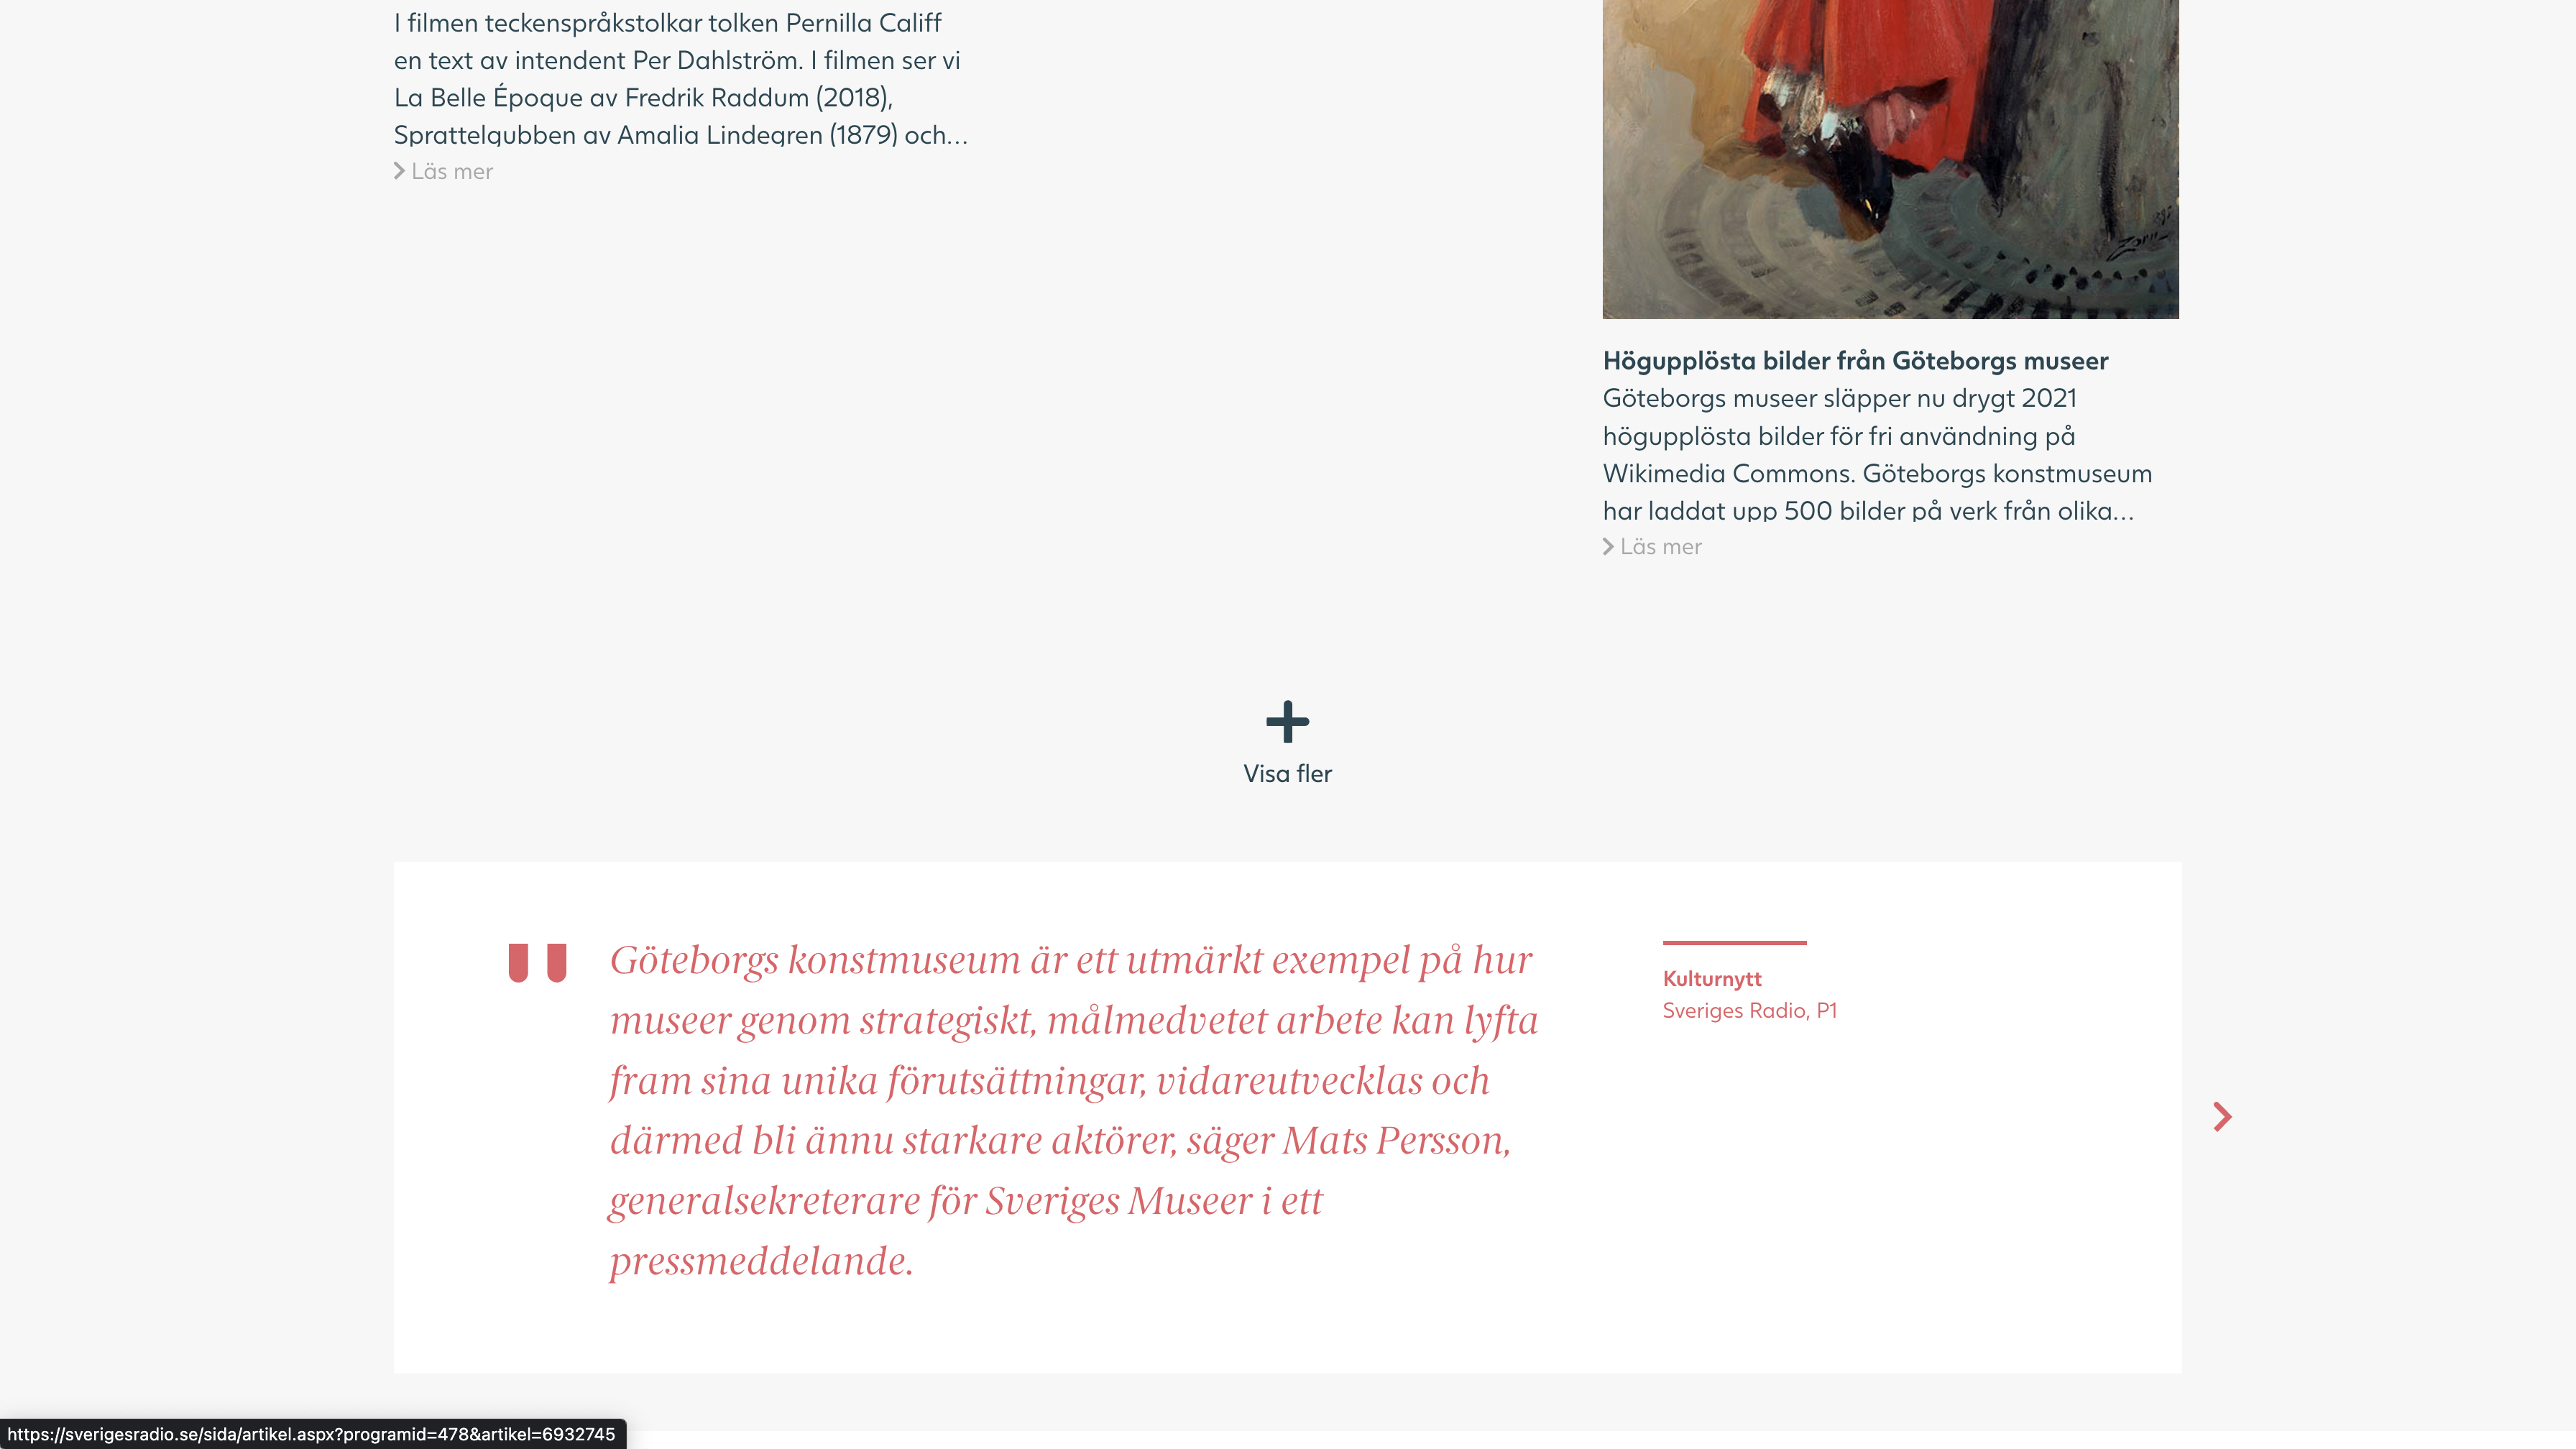 I filmen teckenspråkstolkar tolken Pernilla Califf
en text av intendent Per Dahlström. I filmen ser vi
La Belle Époque av Fredrik Raddum (2018),
Sprattelgubben av Amalia Lindegren (1879) och...
Läs mer
Zorn
Högupplösta bilder från Göteborgs museer
Göteborgs museer släpper nu drygt 2021
högupplösta bilder för fri användning på
Wikimedia Commons. Göteborgs konstmuseum
har laddat upp 500 bilder på verk från olika...
Läs mer
Visa fler
Göteborgs konstmuseum är ett utmärkt exempel på hur
museer genom strategiskt, målmedvetet arbete kan lyfta
fram sina unika förutsättningar, vidareutvecklas och
därmed bli ännu starkare aktörer, säger Mats Persson,
generalsekreterare för Sveriges Museer i ett
pressmeddelande.
Kulturnytt
Sveriges Radio, P1
https://sverigesradio.se/sida/artikel.aspx?programid=478&artikel=6932745